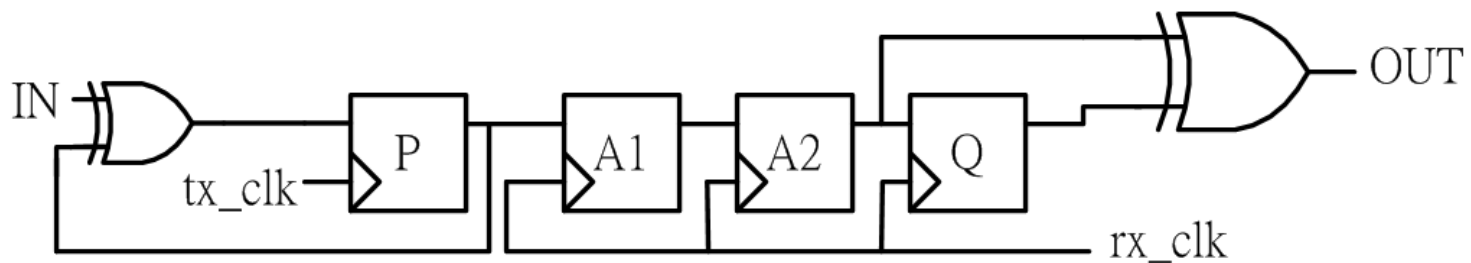 IN
tx_clk
P
A1
A2
Q
OUT
rx_clk